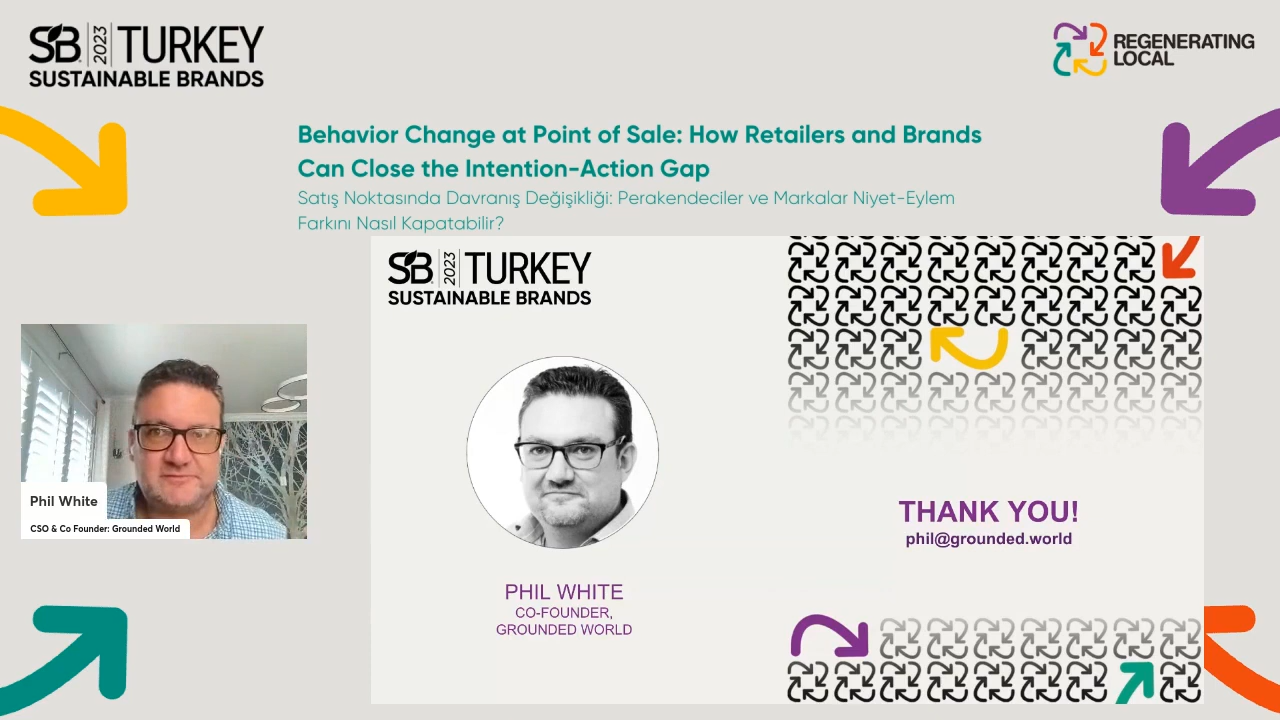 SB 2023 TURKEY
SUSTAINABLE BRANDS
REGENERATING
LOCAL
Behavior Change at Point of Sale: How Retailers and Brands
Can Close the Intention-Action Gap
Satış Noktasında Davranış Değişikliği: Perakendeciler ve Markalar Niyet-Eylem
Farkını Nasıl Kapatabilir?
SB 2023 TURKEY
SUSTAINABLE BRANDS
Phil White
CSO & Co Founder: Grounded World
PHIL WHITE
CO-FOUNDER,
GROUNDED WORLD
THANK YOU!
phil@grounded.world